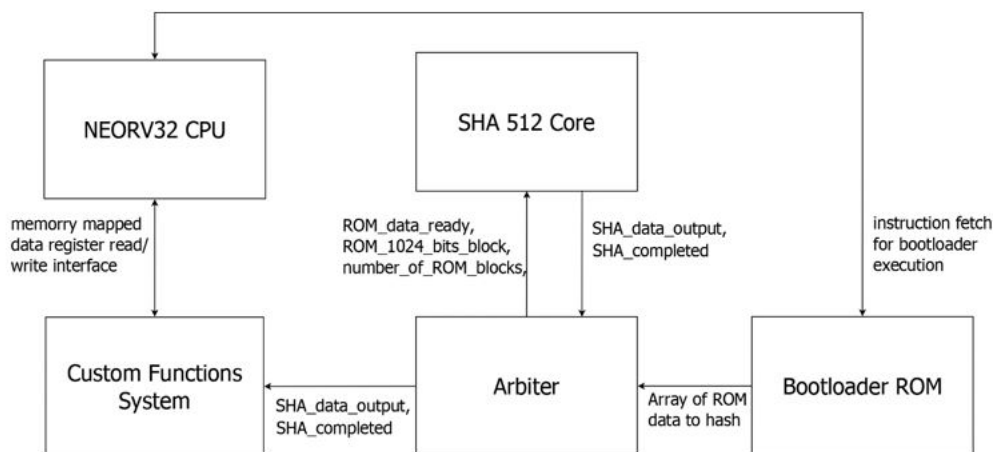 NEORV32 CPU
SHA 512 Core
memorry mapped
data register read/
write interface
ROM_data_ready,
ROM_1024_bits_block,
number_of_ROM_blocks,
SHA_data_output,
SHA_completed
instruction fetch
for bootloader
execution
Custom Functions
System
SHA_data_output,
SHA_completed
Arbiter
Array of ROM
data to hash
Bootloader ROM